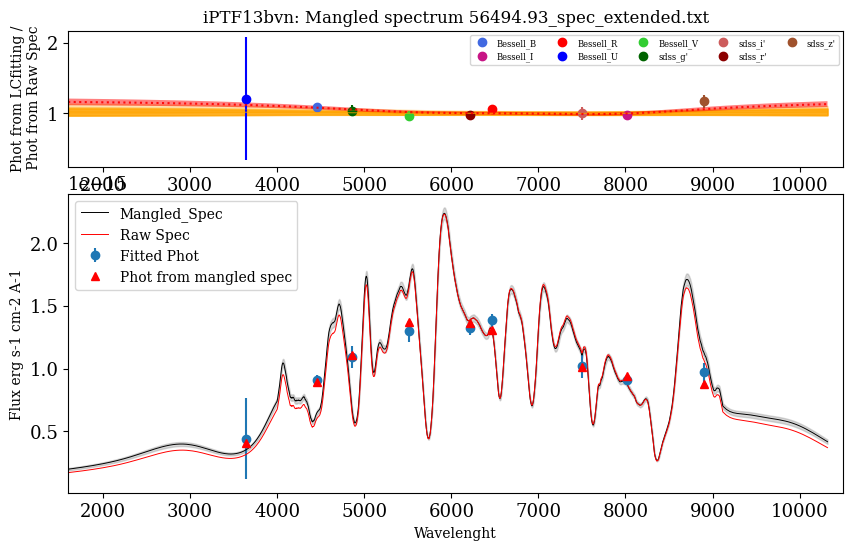 iPTF13bvn: Mangled spectrum 56494.93_spec_extended.txt
Phot from LCfitting /
Phot from Raw Spec
2
1
Bessell_B
Bessell_R
Bessell_V
sdss_i'
sdss_z'
Bessell_I
Bessell_U
sdss_g'
sdss_r'
2000 3000 4000 5000 6000 7000 8000 9000 10000
1e−15
Flux erg s-1 cm-2 A-1
2.0
1.5
1.0
0.5
Mangled_Spec
Raw Spec
Fitted Phot
Phot from mangled spec
2000 3000 4000 5000 6000 7000 8000 9000 10000
Wavelenght